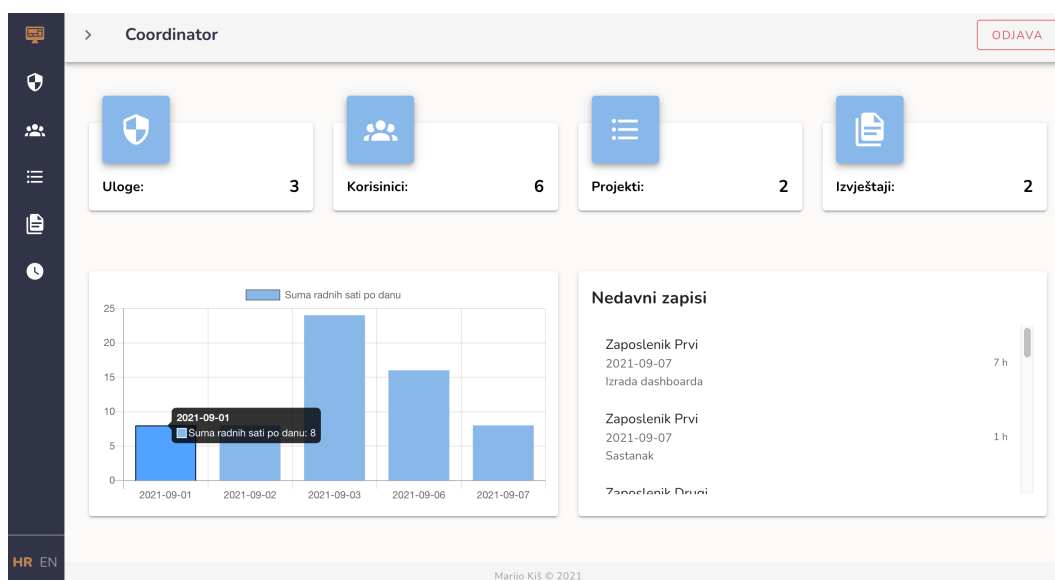 Coordinator
ODJAVA
Uloge: 3
Korisinici: 6
Projekti: 2
Izvještaji: 2
Suma radnih sati po danu
25
20
15
10
5
0
2021-09-01
Suma radnih sati po danu: 8
2021-09-01 2021-09-02 2021-09-03 2021-09-06 2021-09-07
Nedavni zapisi
Zaposlenik Prvi
2021-09-07 7 h
Izrada dashboarda
Zaposlenik Prvi
2021-09-07 1 h
Sastanak
Zaposlenik Drugi
HR EN
Marijo Kiš © 2021